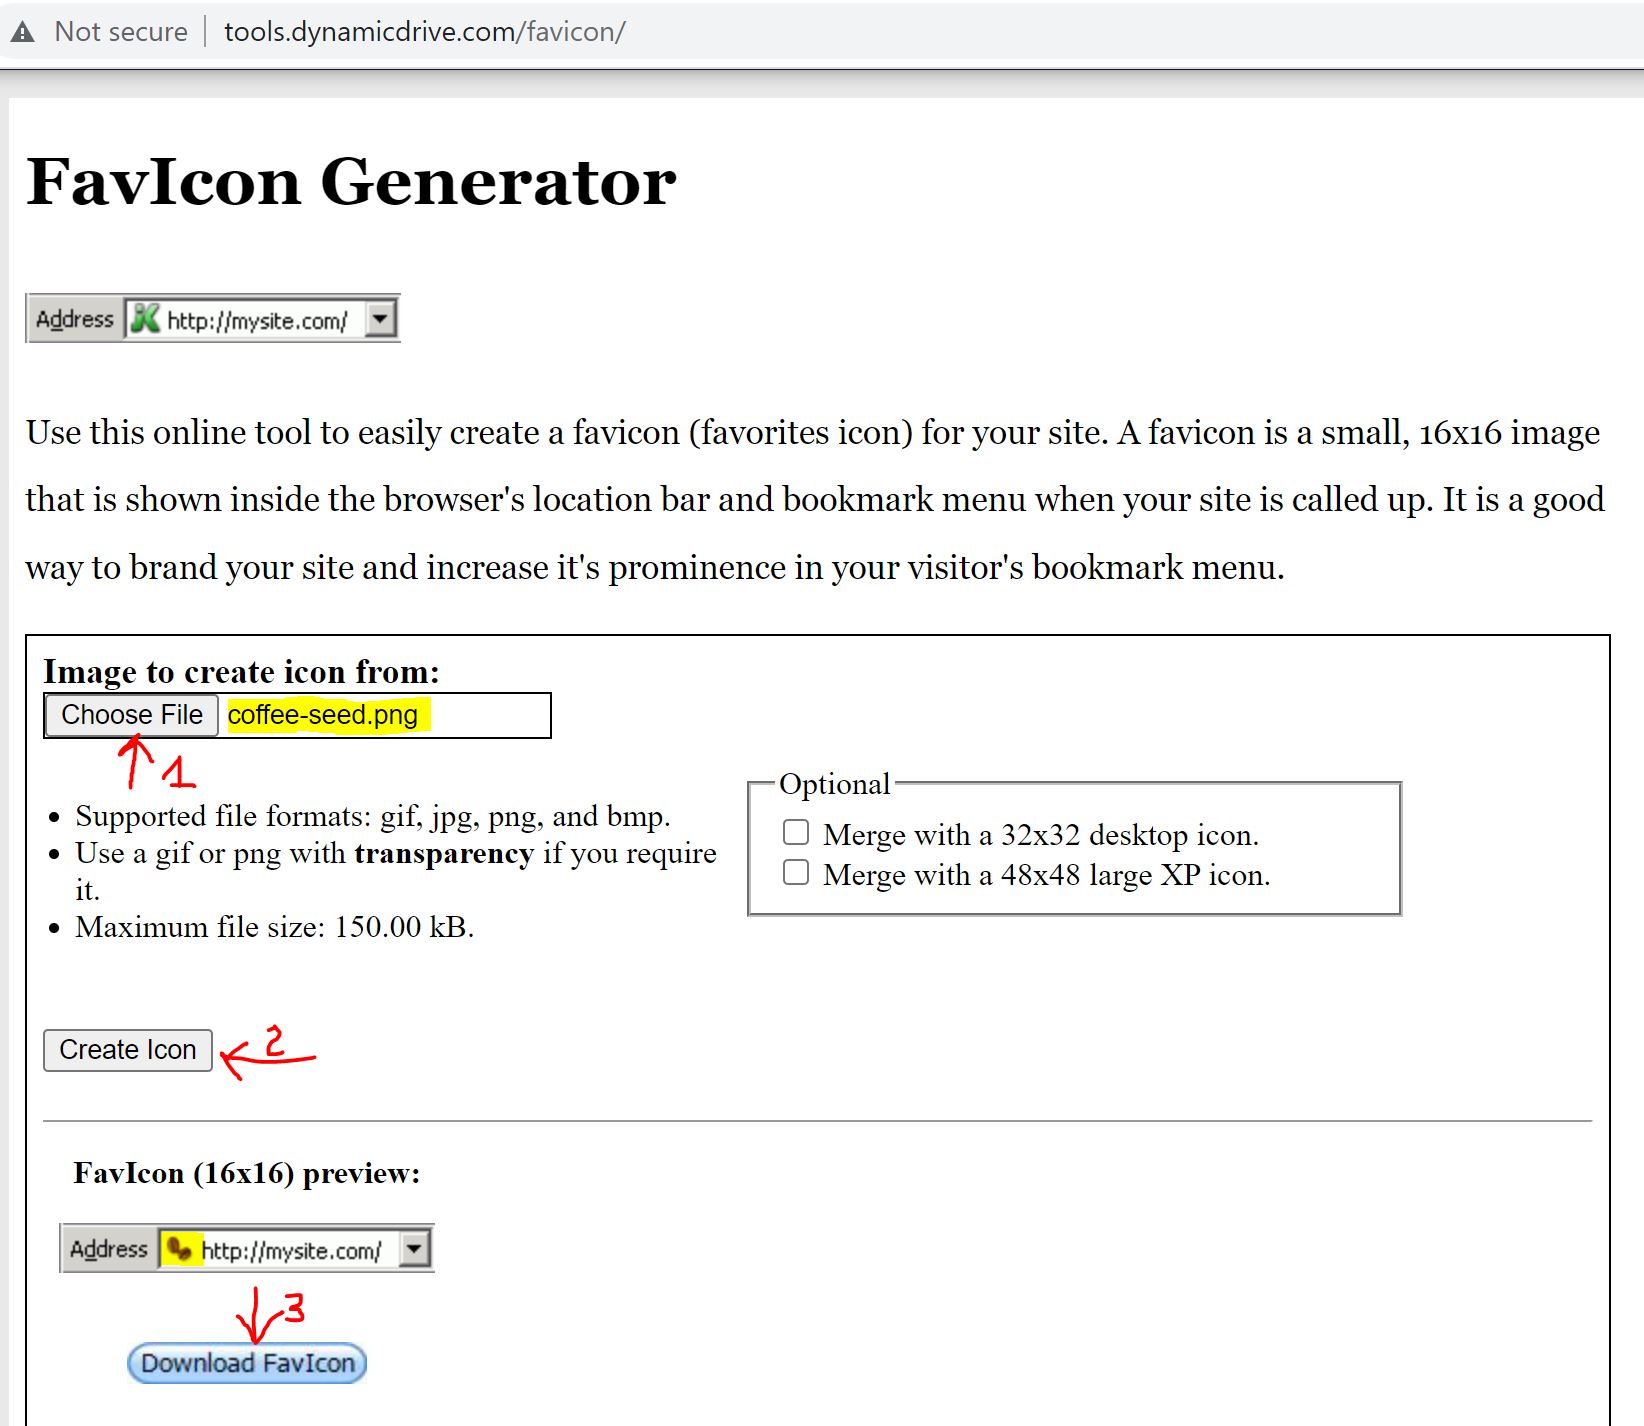 Not secure | tools.dynamicdrive.com/favicon/
FavIcon Generator
Address http://mysite.com/
Use this online tool to easily create a favicon (favorites icon) for your site. A favicon is a small, 16x16 image
that is shown inside the browser's location bar and bookmark menu when your site is called up. It is a good
way to brand your site and increase it's prominence in your visitor's bookmark menu.
Image to create icon from:
Choose File coffee-seed.png
1
• Supported file formats: gif, jpg, png, and bmp.
• Use a gif or png with transparency if you require
it.
• Maximum file size: 150.00 kB.
Optional
Merge with a 32x32 desktop icon.
Merge with a 48x48 large XP icon.
Create Icon 2
FavIcon (16x16) preview:
Address http://mysite.com/
3
Download FavIcon